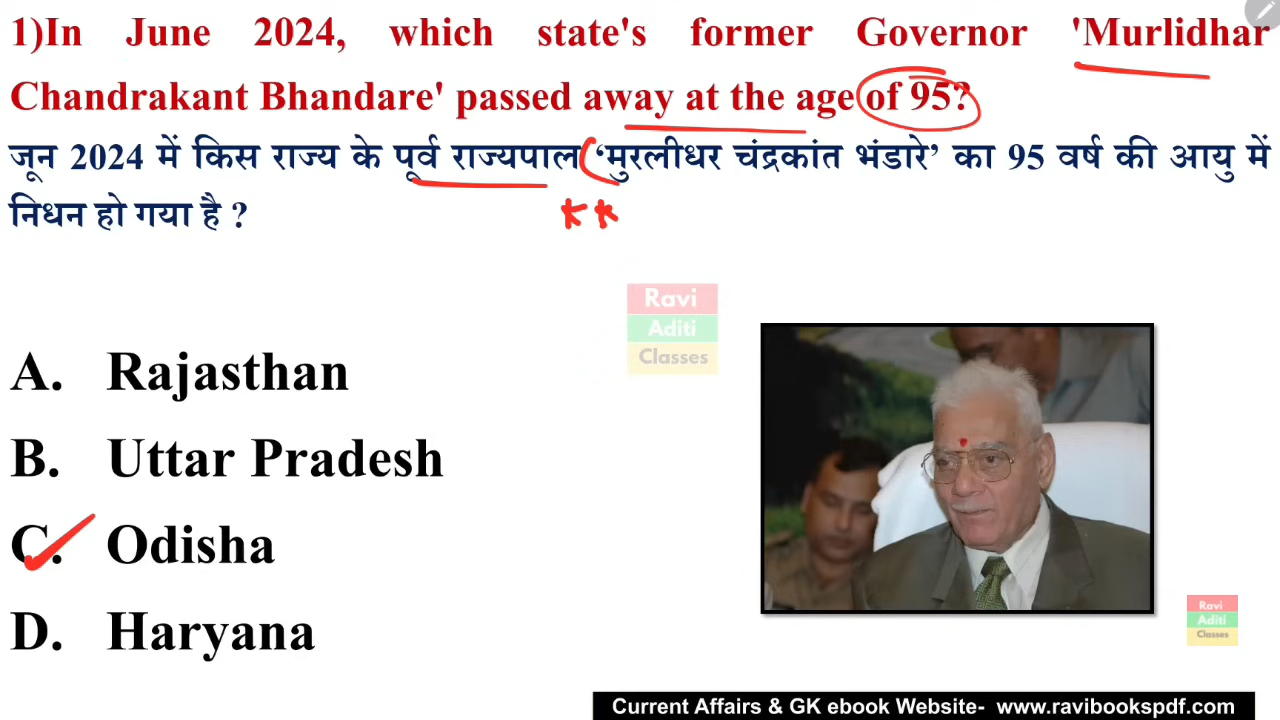 1)In June 2024, which state's former Governor 'Murlidhar
Chandrakant Bhandare' passed away at the age of 95?
जून 2024 में किस राज्य के पूर्व राज्यपाल ‘मुरलीधर चंद्रकांत भंडारे’ का 95 वर्ष की आयु में
निधन हो गया है ?
Ravi
Aditi
Classes
A. Rajasthan
B. Uttar Pradesh
C. Odisha
D. Haryana
Ravi
Aditi
Classes
Current Affairs & GK ebook Website- www.ravibookspdf.com